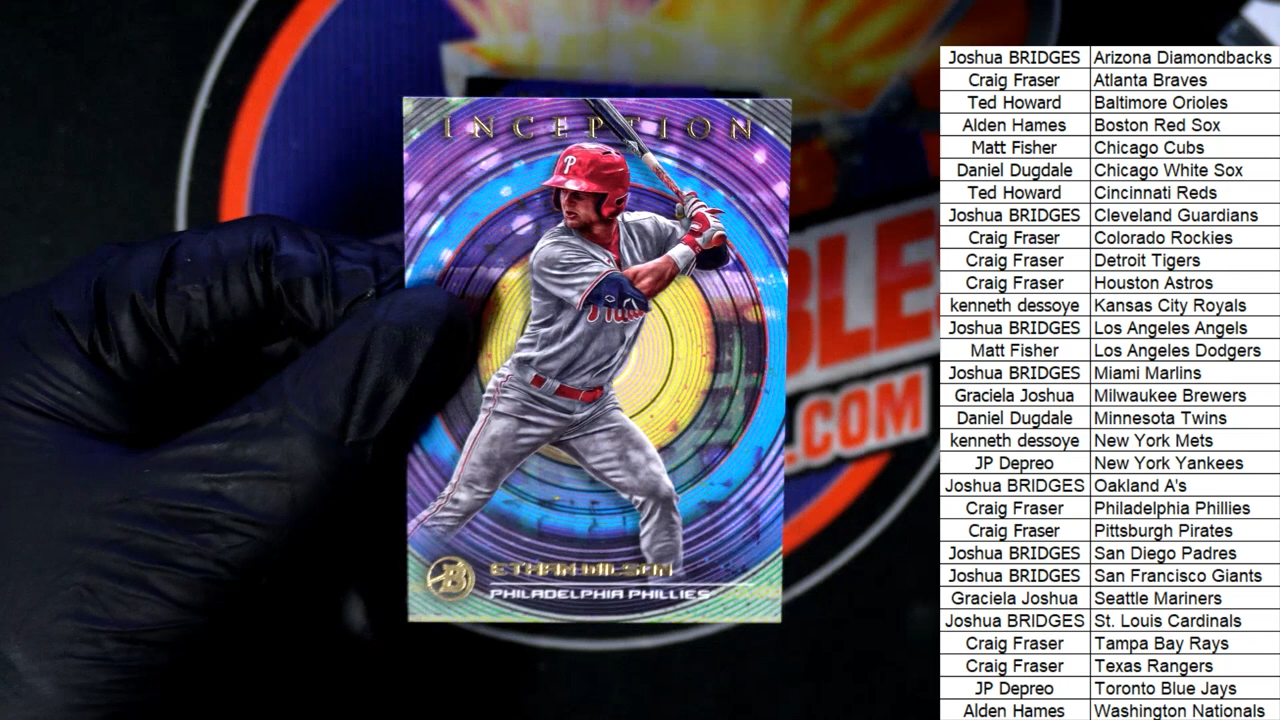 INCEPTION
P
Phil
B
ETHAN WILSON
PHILADELPHIA PHILLIES
BLE
.COM
Joshua BRIDGES Arizona Diamondbacks
Craig Fraser Atlanta Braves
Ted Howard Baltimore Orioles
Alden Hames Boston Red Sox
Matt Fisher Chicago Cubs
Daniel Dugdale Chicago White Sox
Ted Howard Cincinnati Reds
Joshua BRIDGES Cleveland Guardians
Craig Fraser Colorado Rockies
Craig Fraser Detroit Tigers
Craig Fraser Houston Astros
kenneth dessoye Kansas City Royals
Joshua BRIDGES Los Angeles Angels
Matt Fisher Los Angeles Dodgers
Joshua BRIDGES Miami Marlins
Graciela Joshua Milwaukee Brewers
Daniel Dugdale Minnesota Twins
kenneth dessoye New York Mets
JP Depreo New York Yankees
Joshua BRIDGES Oakland A's
Craig Fraser Philadelphia Phillies
Craig Fraser Pittsburgh Pirates
Joshua BRIDGES San Diego Padres
Joshua BRIDGES San Francisco Giants
Graciela Joshua Seattle Mariners
Joshua BRIDGES St. Louis Cardinals
Craig Fraser Tampa Bay Rays
Craig Fraser Texas Rangers
JP Depreo Toronto Blue Jays
Alden Hames Washington Nationals